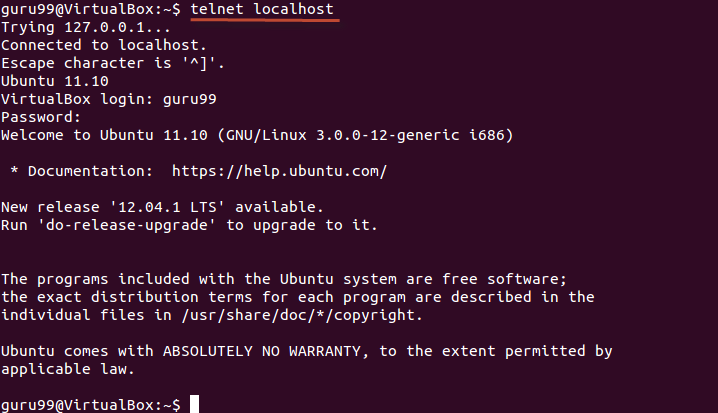 guru99@VirtualBox:~$ telnet localhost
Trying 127.0.0.1...
Connected to localhost.
Escape character is '^]'.
Ubuntu 11.10
VirtualBox login: guru99
Password:
Welcome to Ubuntu 11.10 (GNU/Linux 3.0.0-12-generic i686)
* Documentation:  https://help.ubuntu.com/
New release '12.04.1 LTS' available.
Run 'do-release-upgrade' to upgrade to it.
The programs included with the Ubuntu system are free software;
the exact distribution terms for each program are described in the
individual files in /usr/share/doc/*/copyright.
Ubuntu comes with ABSOLUTELY NO WARRANTY, to the extent permitted by
applicable law.
guru99@VirtualBox:~$